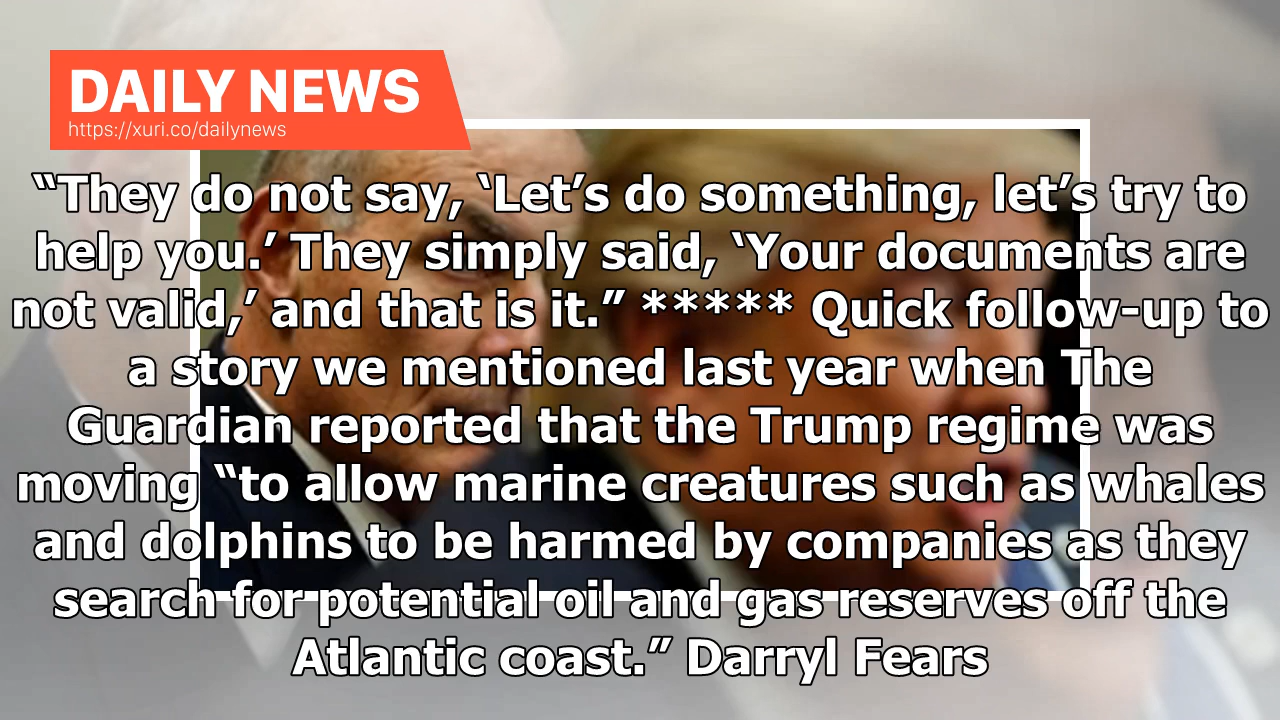 DAILY NEWS
https://xuri.co/dailynews
“They do not say, ‘Let’s do something, let’s try to
help you.’ They simply said, ‘Your documents are
not valid,’ and that is it.” ***** Quick follow-up to
a story we mentioned last year when The
Guardian reported that the Trump regime was
moving “to allow marine creatures such as whales
and dolphins to be harmed by companies as they
search for potential oil and gas reserves off the
Atlantic coast.” Darryl Fears